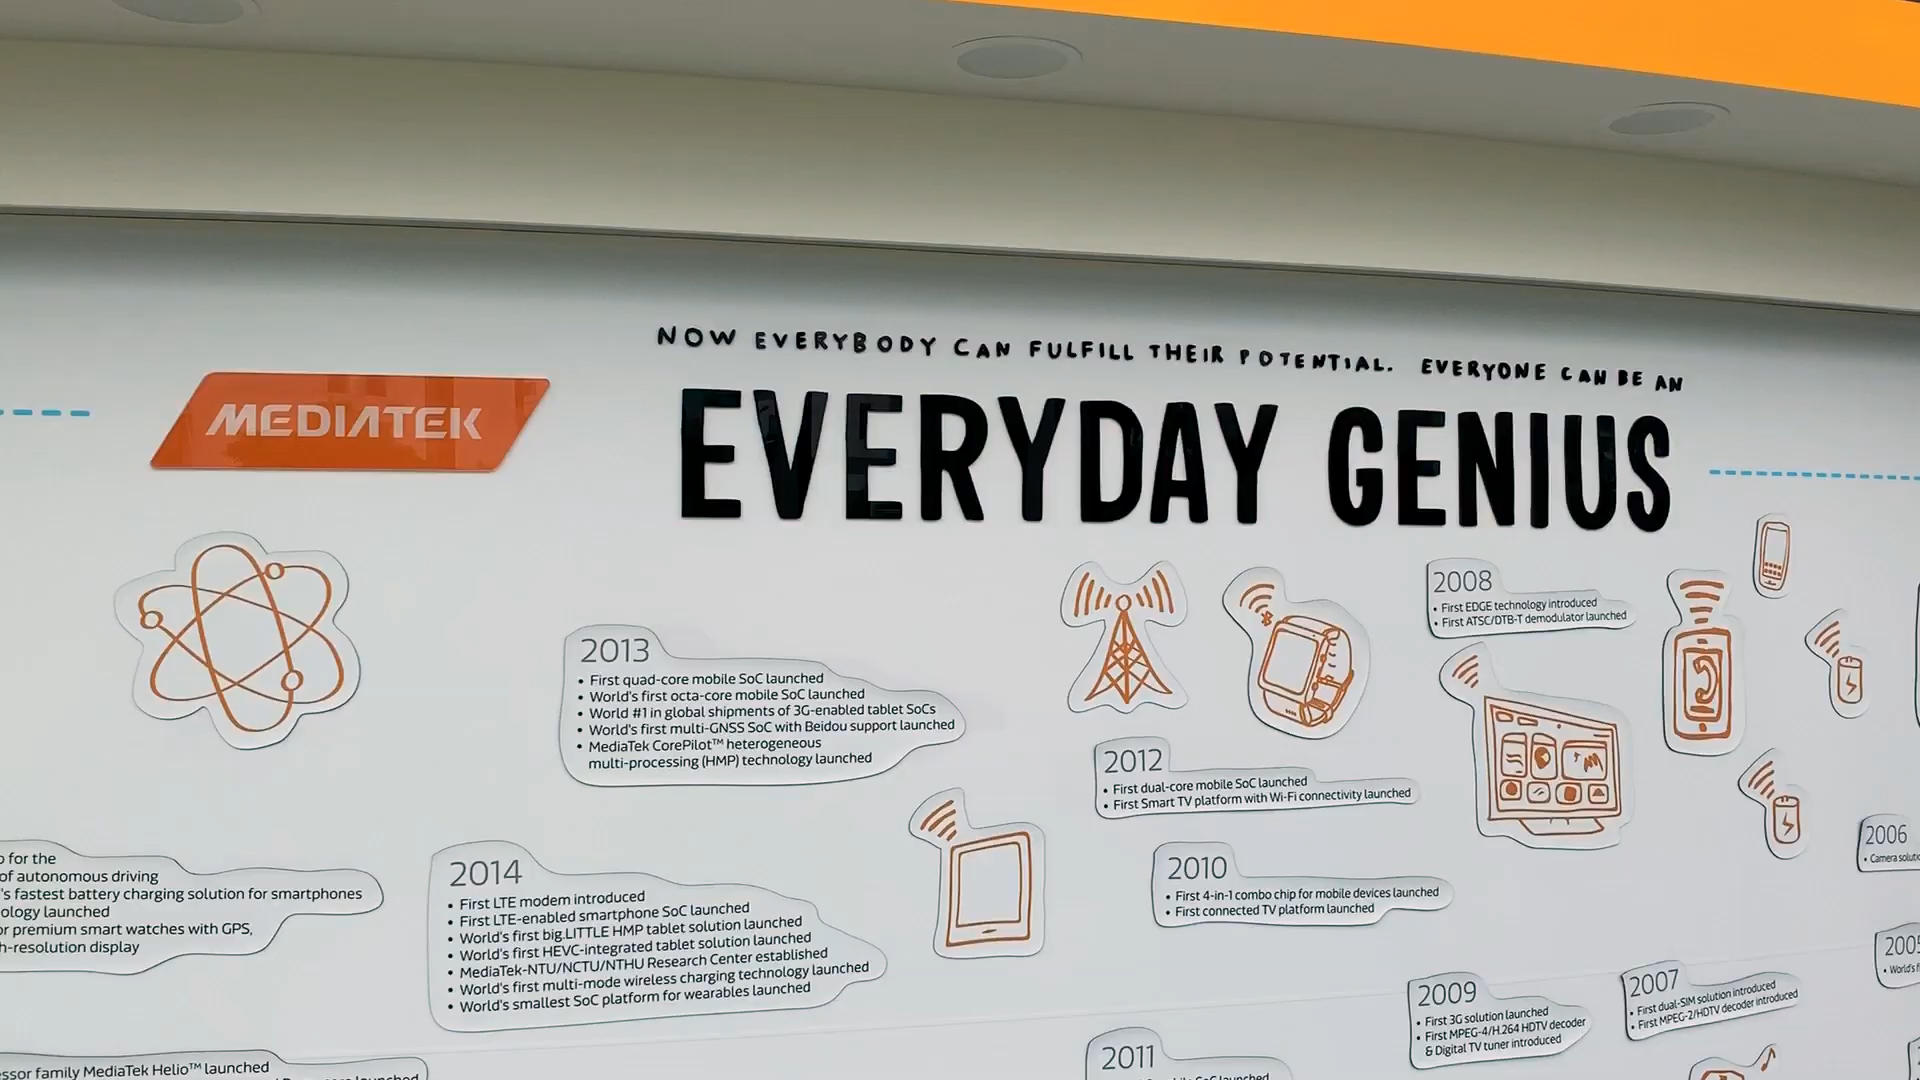 NOW EVERYBODY CAN FULFILL THEIR POTENTIAL. EVERYONE CAN BE AN
MEDIATEK
EVERYDAY GENIUS
2008
• First EDGE technology introduced
• First ATSC/DTB-T demodulator launched
2013
• First quad-core mobile SoC launched
• World's first octa-core mobile SoC launched
• World #1 in global shipments of 3G-enabled tablet SoCs
• World's first multi-GNSS SoC with Beidou support launched
• MediaTek CorePilot™ heterogeneous
multi-processing (HMP) technology launched
2012
• First dual-core mobile SoC launched
• First Smart TV platform with Wi-Fi connectivity launched
2006
• Camera
for the
of autonomous driving
's fastest battery charging solution for smartphones
ology launched
or premium smart watches with GPS,
h-resolution display
2014
• First LTE modem introduced
• First LTE-enabled smartphone SoC launched
• World's first big.LITTLE HMP tablet solution launched
• World's first HEVC-integrated tablet solution launched
• MediaTek-NTU/NCTU/NTHU Research Center established
• World's first multi-mode wireless charging technology launched
• World's smallest SoC platform for wearables launched
2010
• First 4-in-1 combo chip for mobile devices launched
• First connected TV platform launched
2005
• World's
2009
• First 3G solution launched
• First MPEG-4/H.264 HDTV decoder
& Digital TV tuner introduced
2007
• First dual-SIM solution introduced
• First MPEG-2/HDTV decoder introduced
2011
SoC launched
ssor family MediaTek Helio™ launched
launched